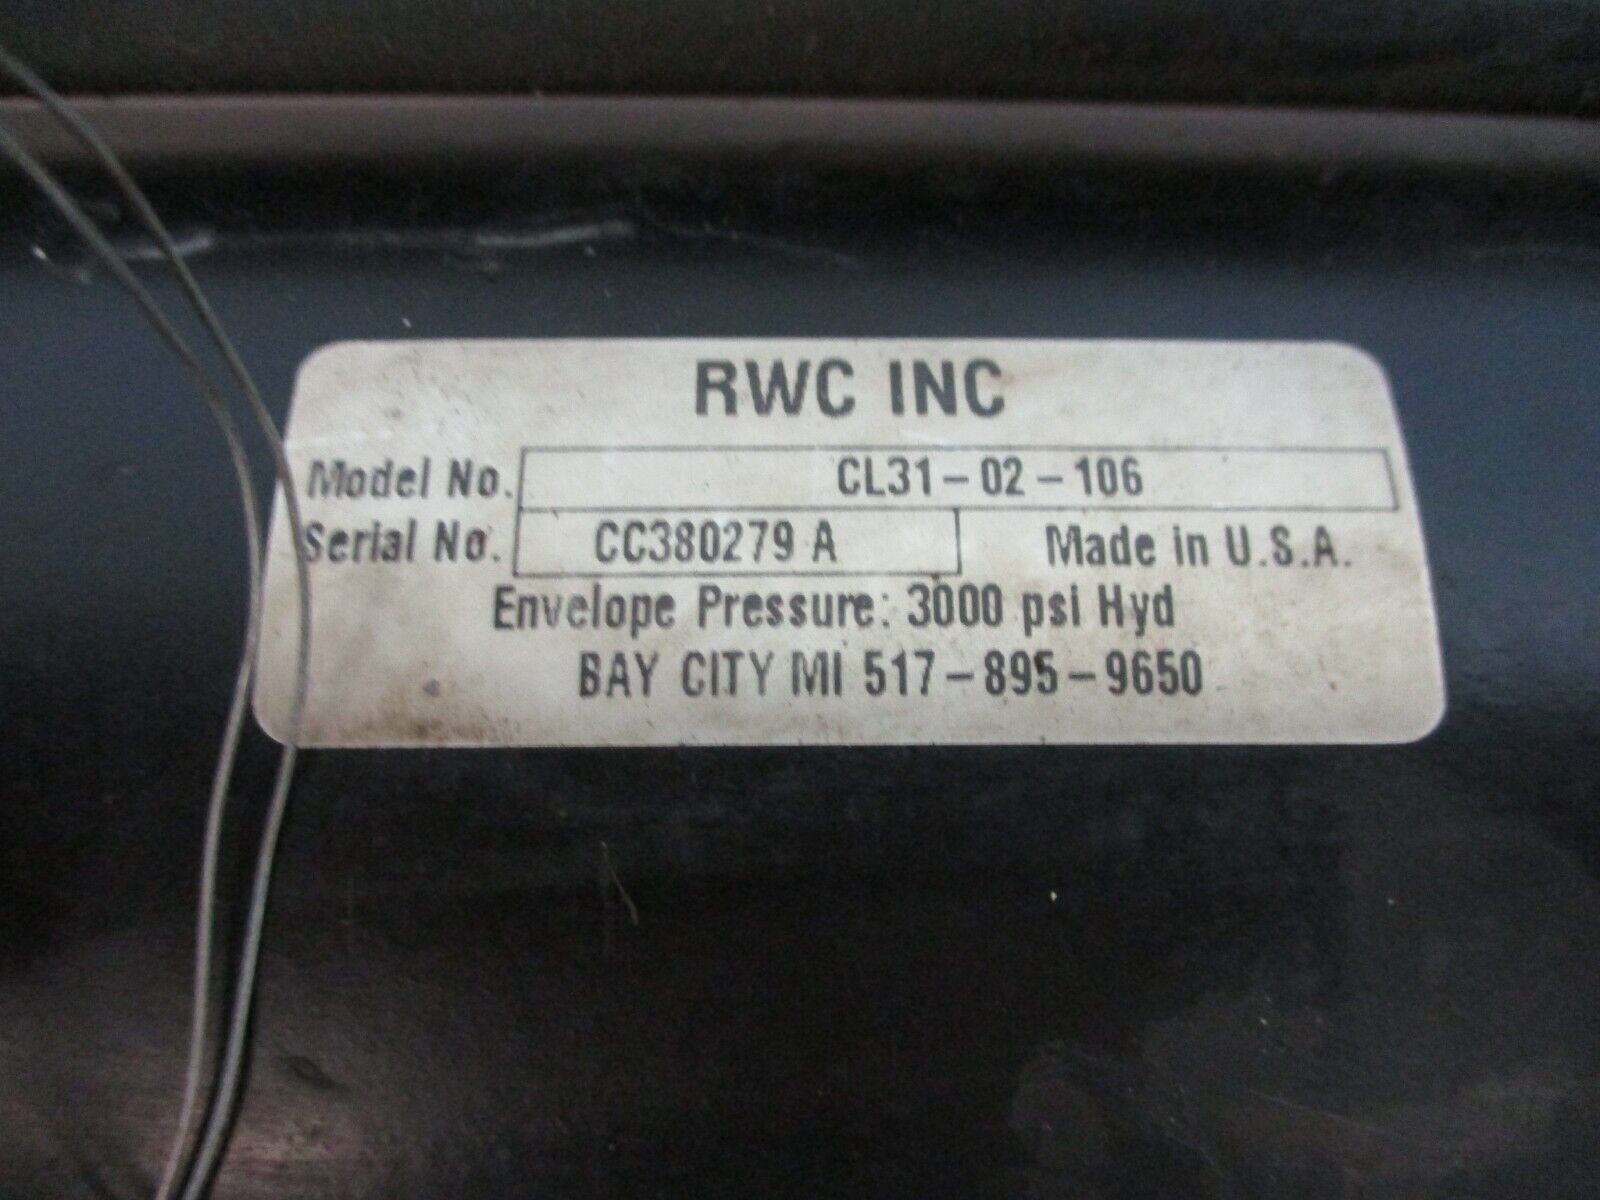 RWC INC
Model No. CL31-02-106
Serial No. CC380279 A Made in U.S.A.
Envelope Pressure: 3000 psi Hyd
BAY CITY MI 517-895-9650